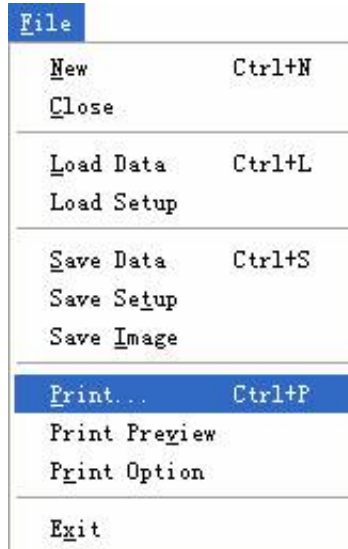 File
New Ctrl+N
Close
Load Data Ctrl+L
Load Setup
Save Data Ctrl+S
Save Setup
Save Image
Print... Ctrl+P
Print Preview
Print Option
Exit